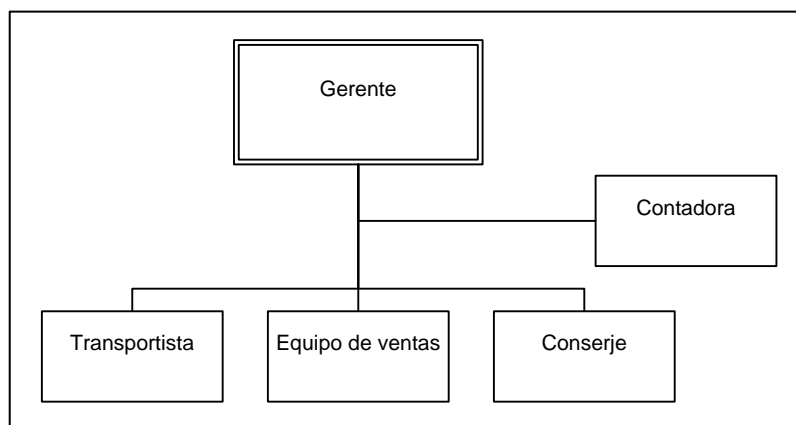 Gerente
Contadora
Transportista
Equipo de ventas
Conserje